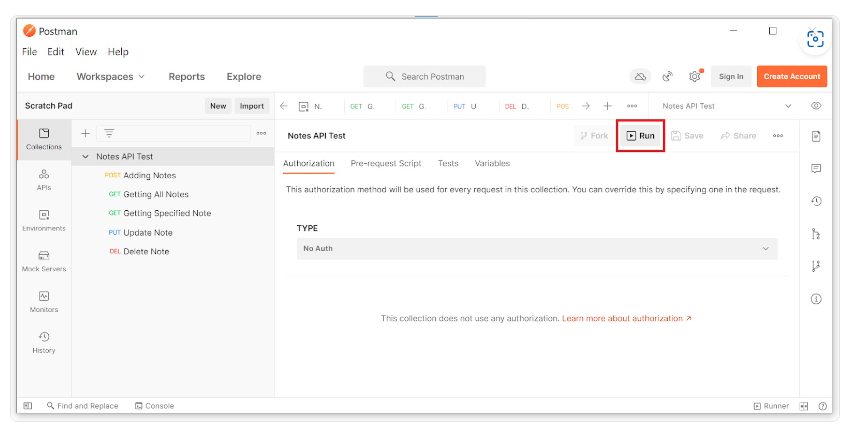 Postman
File Edit View Help
Home Workspaces Reports Explore Search Postman Sign In Create Account
Scratch Pad New Import N.. GET G. GET G. PUT U DEL D.. POS Notes API Test
Collections
APIs
Environments
Mock Servers
Monitors
History
Notes API Test
POST Adding Notes
GET Getting All Notes
GET Getting Specified Note
PUT Update Note
DEL Delete Note
Notes API Test Fork Run Save Share
Authorization Pre-request Script Tests Variables
This authorization method will be used for every request in this collection. You can override this by specifying one in the request.
TYPE
No Auth
This collection does not use any authorization. Learn more about authorization ↗
Find and Replace Console Runner